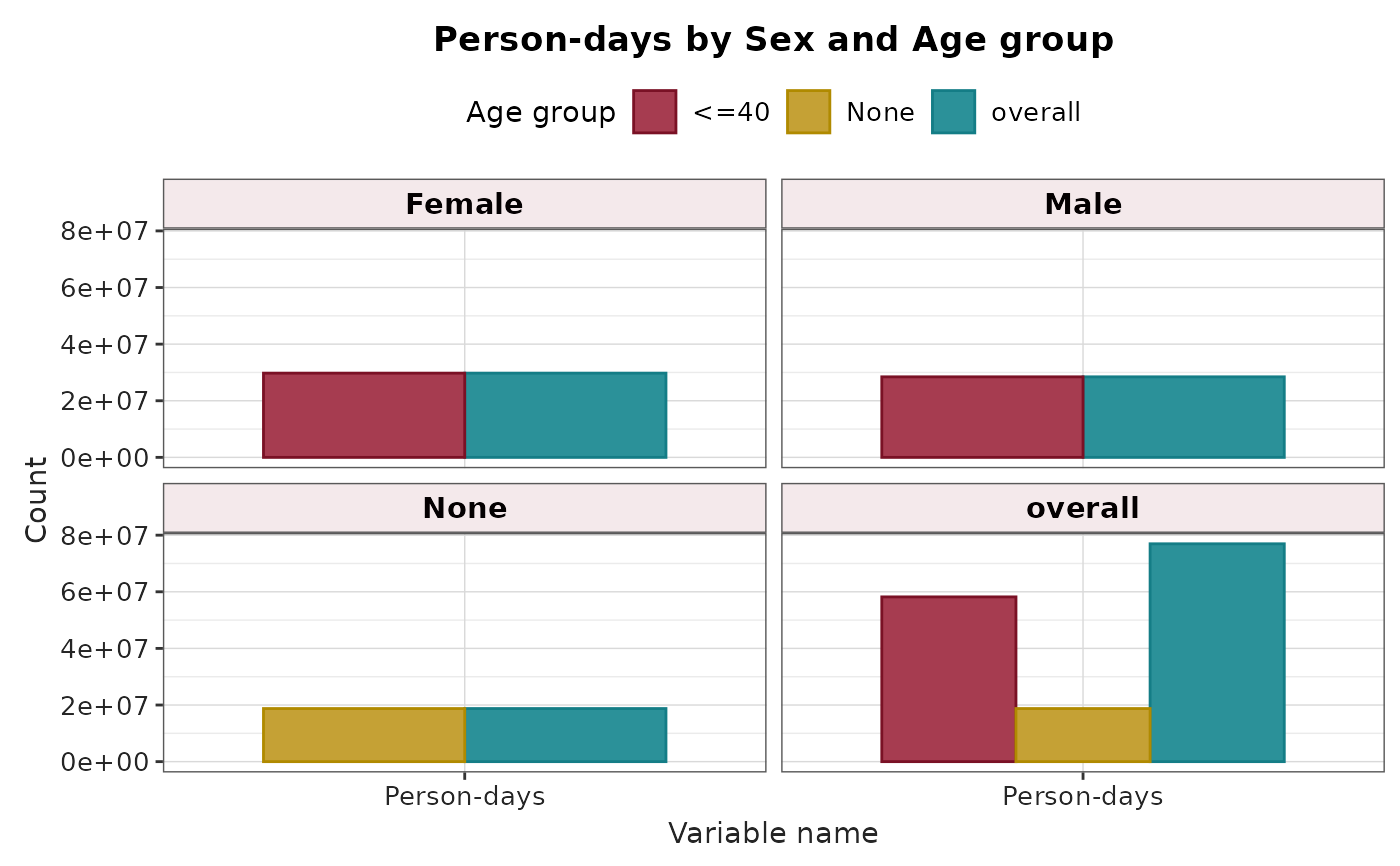 Person-days by Sex and Age group
Age group <=40 None overall
Female Male
8e+07
6e+07
4e+07
2e+07
0e+00
Count
None overall
8e+07
6e+07
4e+07
2e+07
0e+00
Person-days Person-days
Variable name